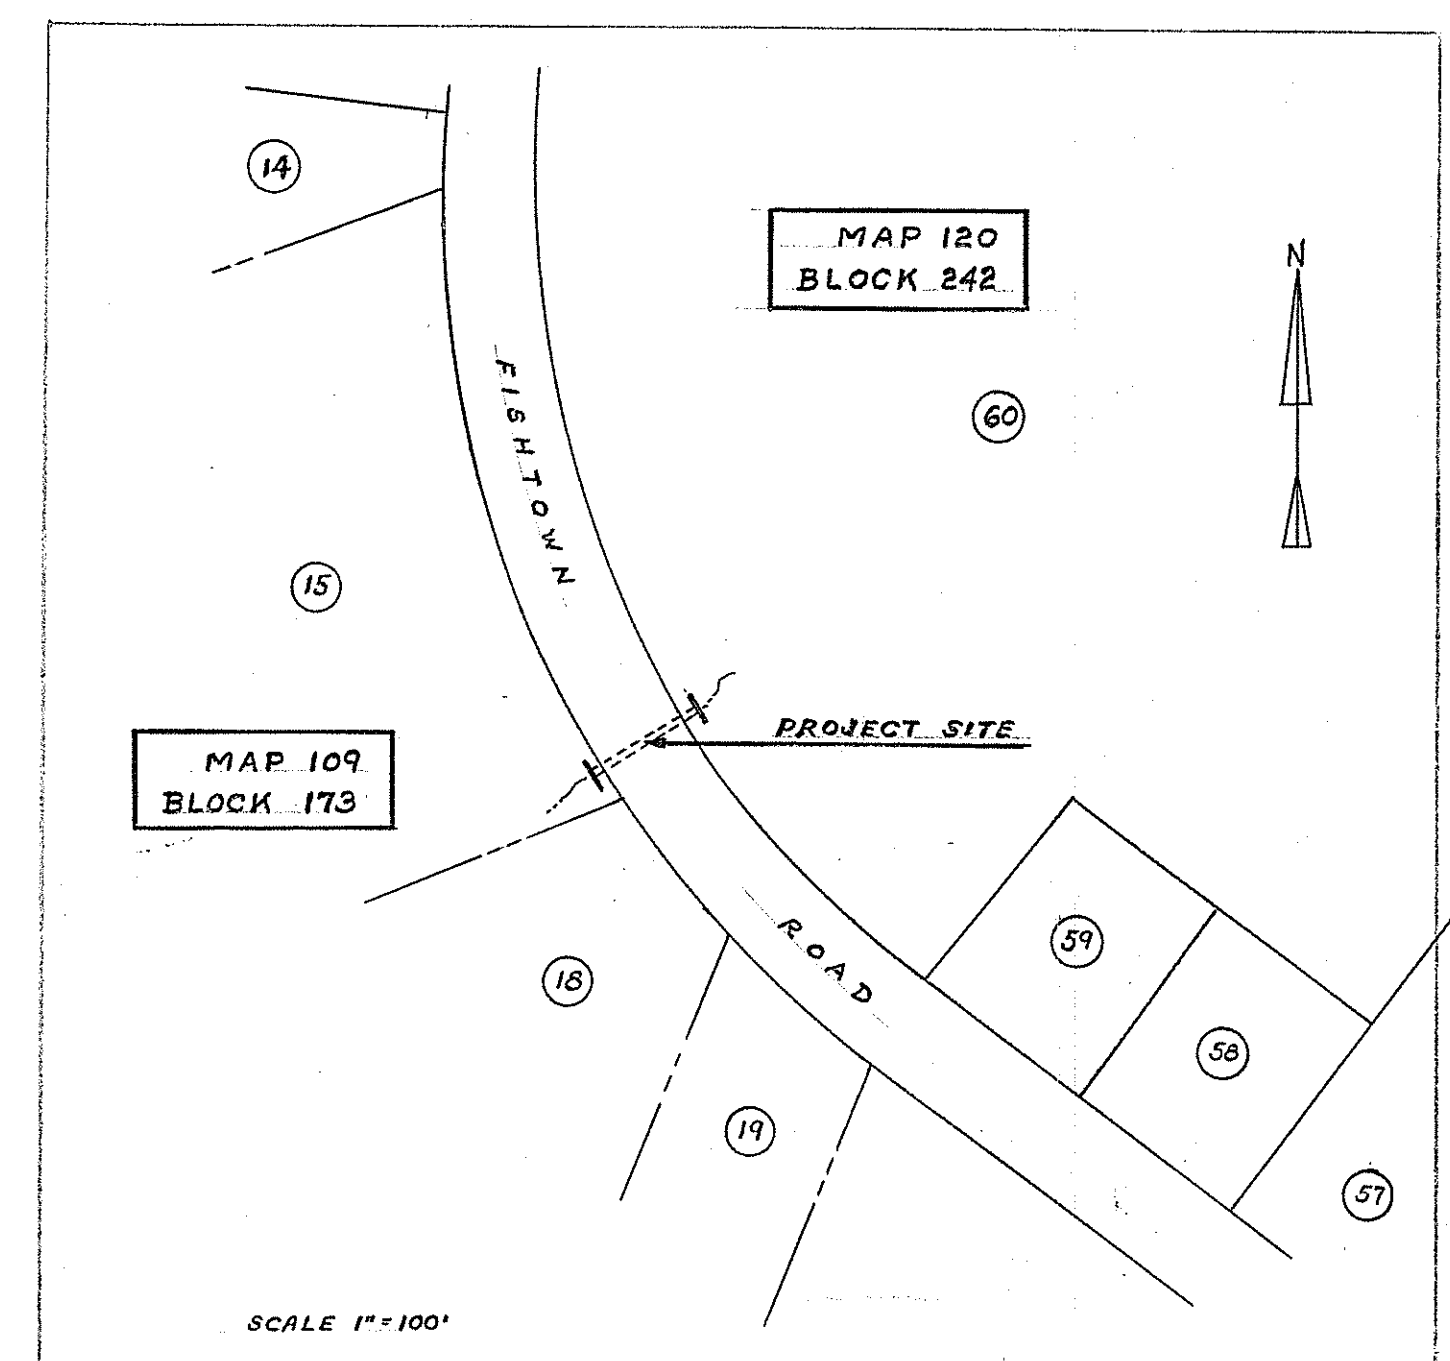 14
MAP 120
BLOCK 242
N
60
FISHTOWN
15
PROJECT SITE
MAP 109
BLOCK 173
59
ROAD
18
58
19
57
SCALE 1"=100'